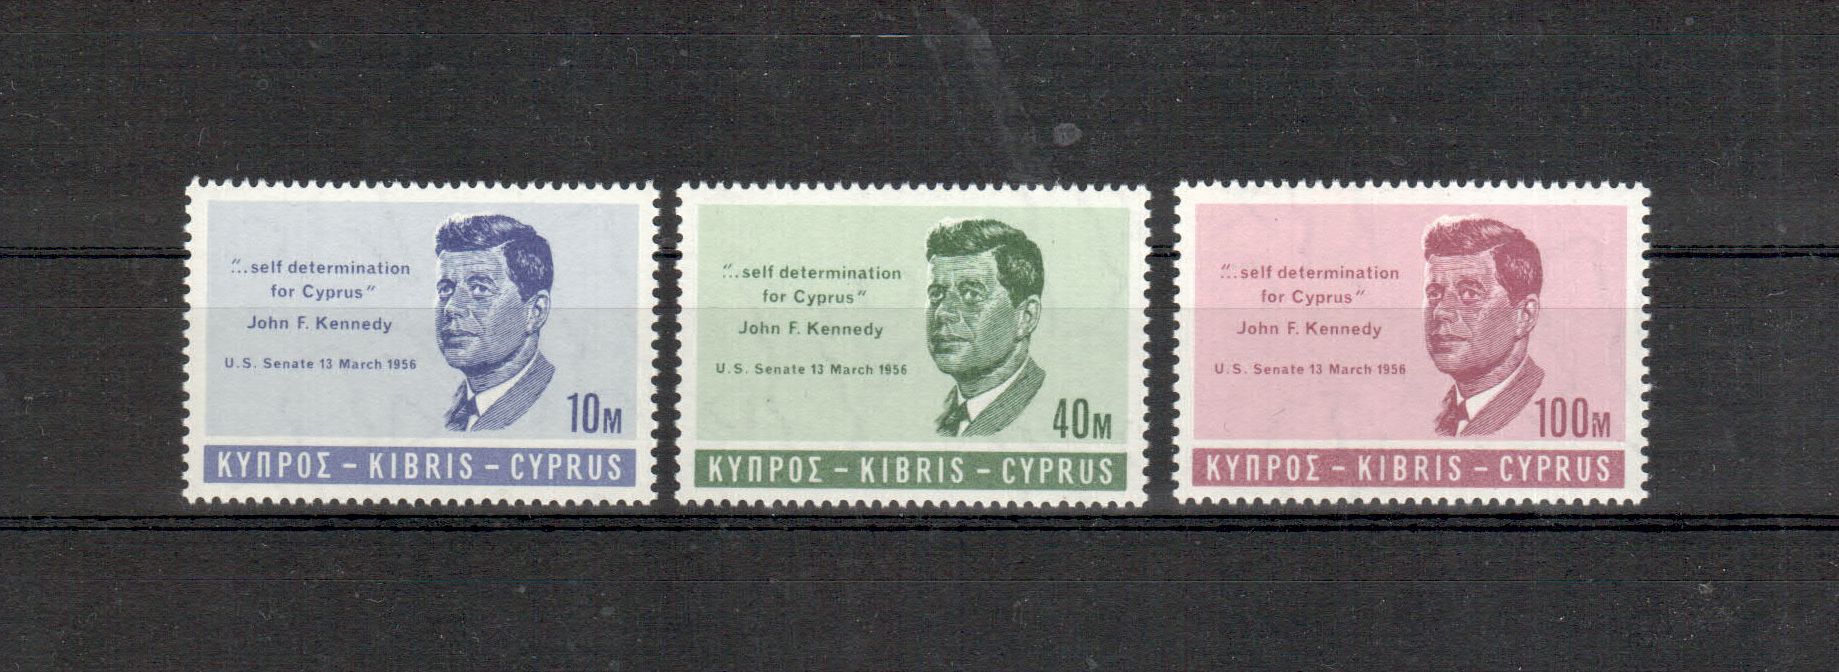 "...self determination
for Cyprus"
John F. Kennedy
U.S. Senate 13 March 1956
10M
ΚΥΠΡΟΣ – KIBRIS – CYPRUS
"...self determination
for Cyprus"
John F. Kennedy
U.S. Senate 13 March 1956
40M
ΚΥΠΡΟΣ – KIBRIS – CYPRUS
"...self determination
for Cyprus"
John F. Kennedy
U.S. Senate 13 March 1956
100M
ΚΥΠΡΟΣ – KIBRIS – CYPRUS